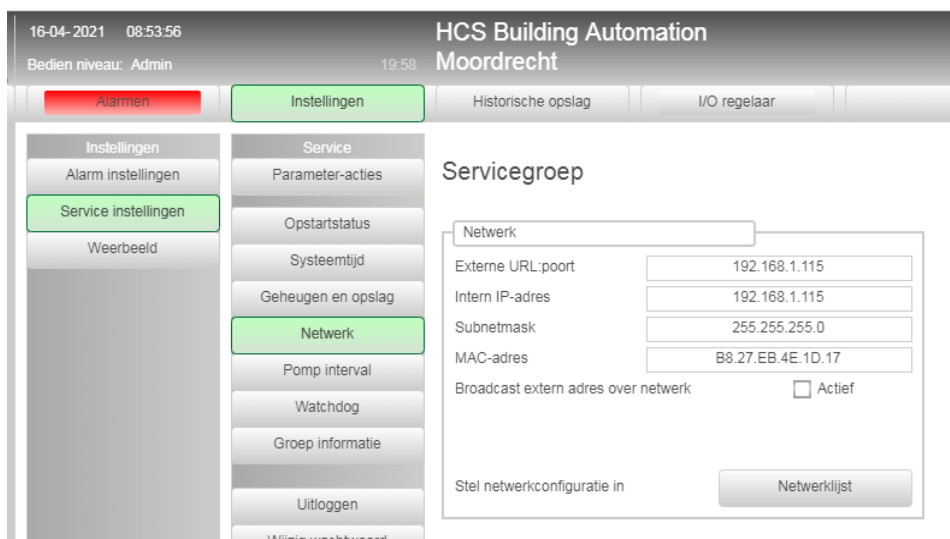 16-04-2021 08:53:56
HCS Building Automation
Bedien niveau: Admin 19:58
Moordrecht
Alarmen
Instellingen
Historische opslag
I/O regelaar
Instellingen
Alarm instellingen
Service instellingen
Weerbeeld
Service
Parameter-acties
Opstartstatus
Systeemtijd
Geheugen en opslag
Netwerk
Pomp interval
Watchdog
Groep informatie
Uitloggen
Servicegroep
Netwerk
Externe URL:poort 192.168.1.115
Intern IP-adres 192.168.1.115
Subnetmask 255.255.255.0
MAC-adres B8.27.EB.4E.1D.17
Broadcast extern adres over netwerk Actief
Stel netwerkconfiguratie in Netwerklijst